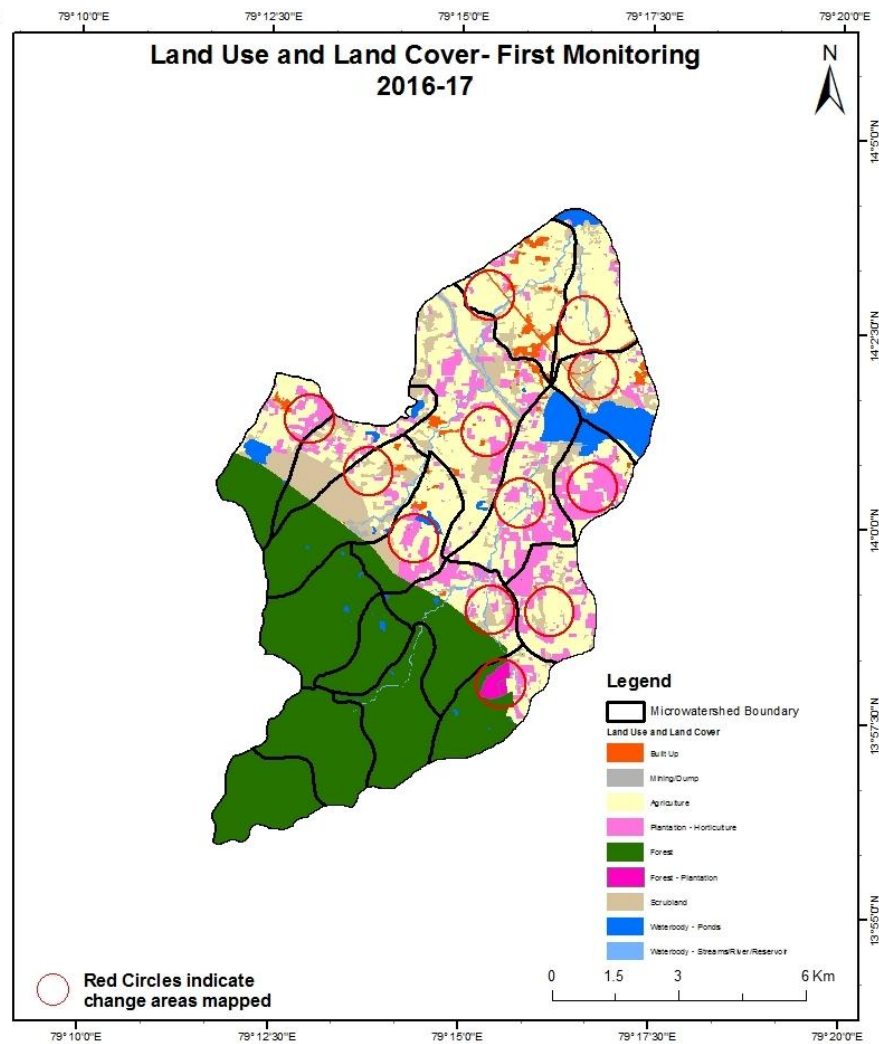 79°10'0"E 79°12'30"E 79°15'0"E 79°17'30"E 79°20'0"E
Land Use and Land Cover- First Monitoring
2016-17
N
14°5'0"N
14°2'30"N
14°0'0"N
13°57'30"N
13°55'0"N
Legend
Microwatershed Boundary
Land Use and Land Cover
Built Up
Mining/Dump
Agriculture
Plantation - Horticulture
Forest
Forest - Plantation
Scrubland
Waterbody - Ponds
Waterbody - Streams/River/Reservoir
Red Circles indicate
change areas mapped
0 1.5 3 6 Km
79°10'0"E 79°12'30"E 79°15'0"E 79°17'30"E 79°20'0"E